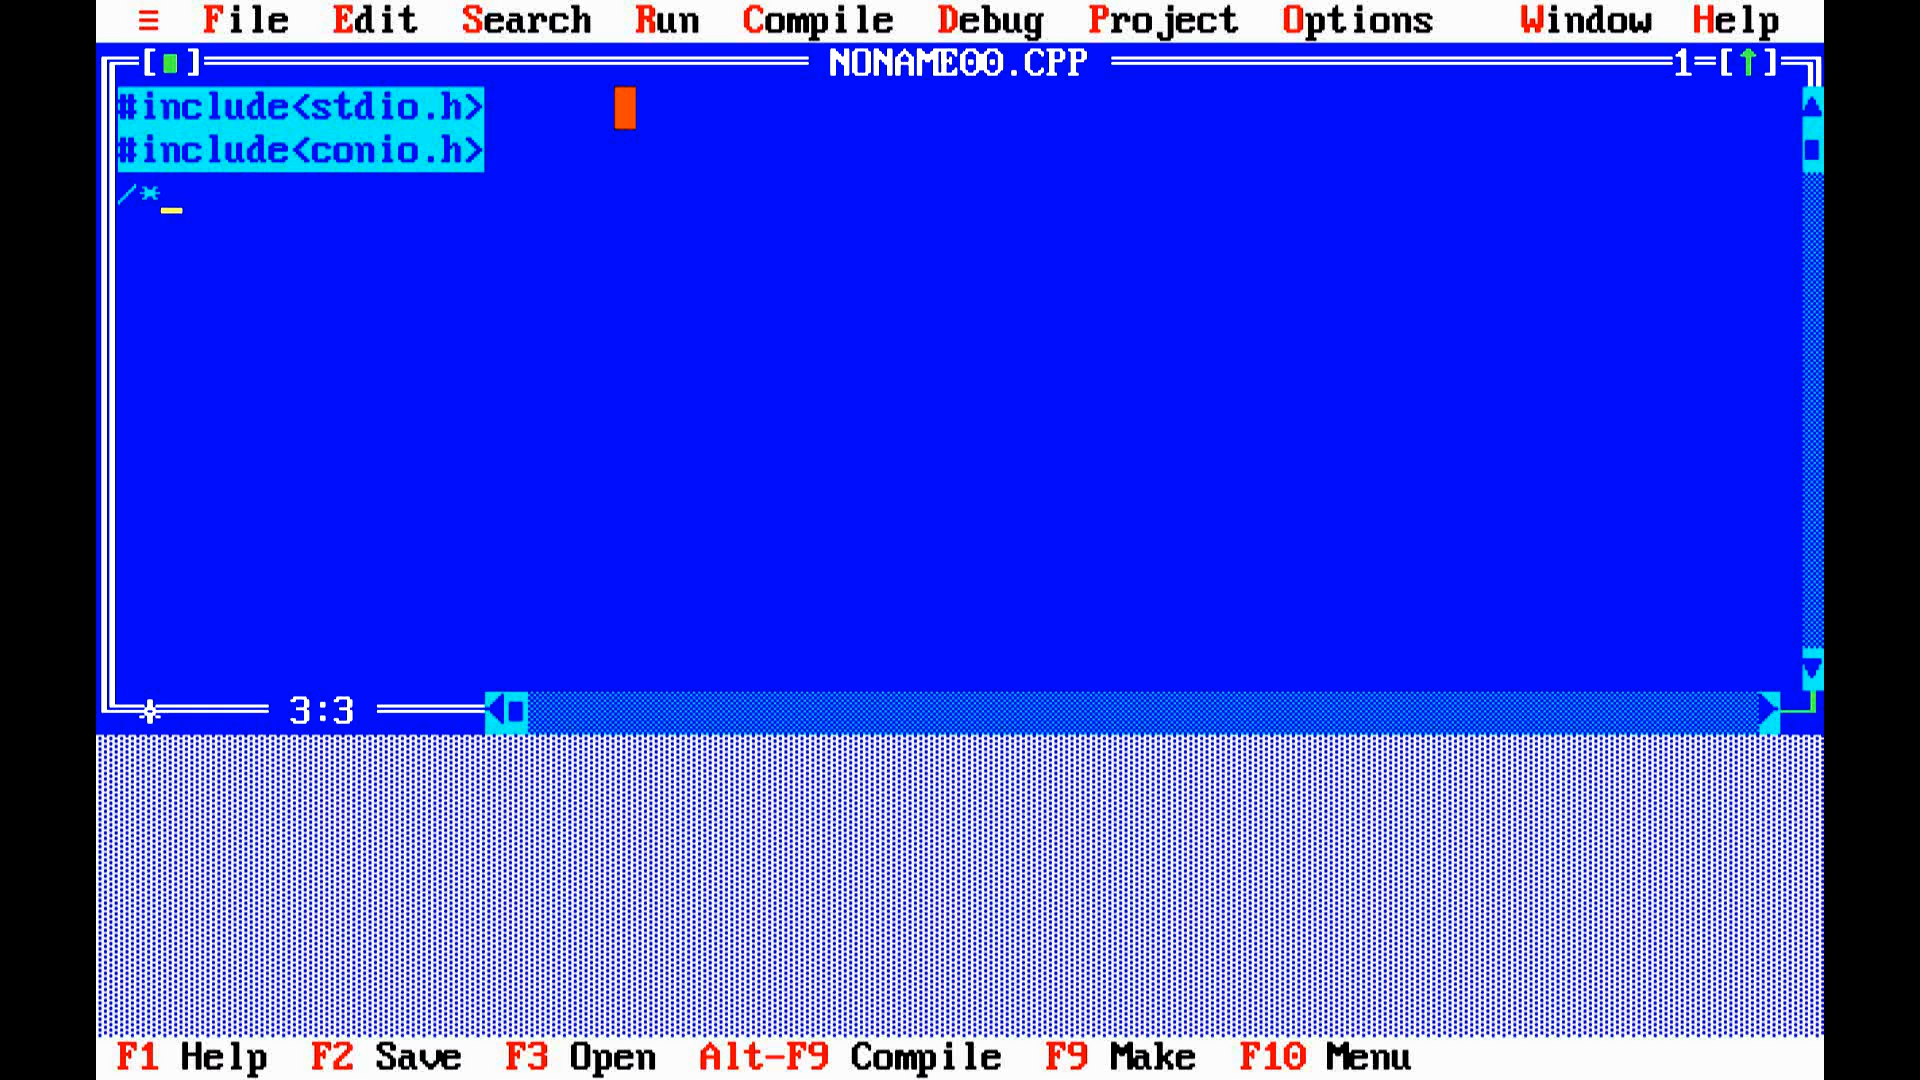 ≡ File Edit Search Run Compile Debug Project Options Window Help
[■] NONAME00.CPP 1=[↑]
#include<stdio.h>
#include<conio.h>
/*
* 3:3
F1 Help F2 Save F3 Open Alt-F9 Compile F9 Make F10 Menu